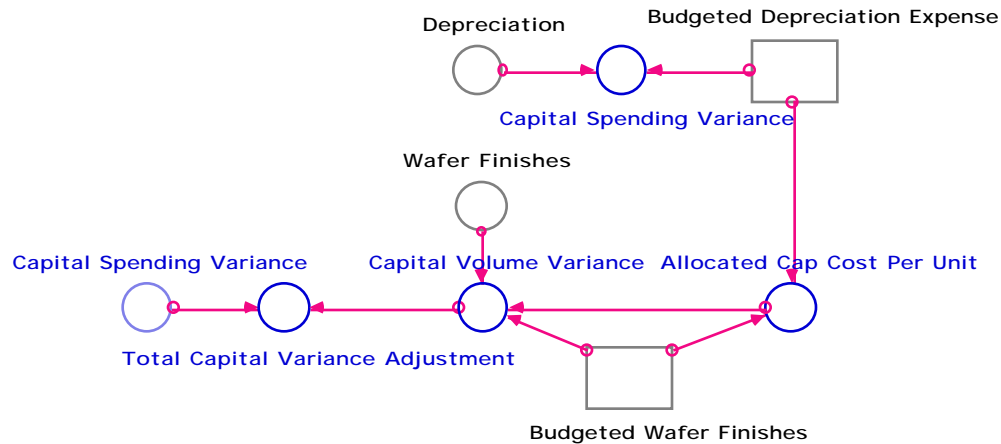 Budgeted Depreciation Expense
Depreciation
Capital Spending Variance
Wafer Finishes
Capital Spending Variance
Capital Volume Variance
Allocated Cap Cost Per Unit
Total Capital Variance Adjustment
Budgeted Wafer Finishes